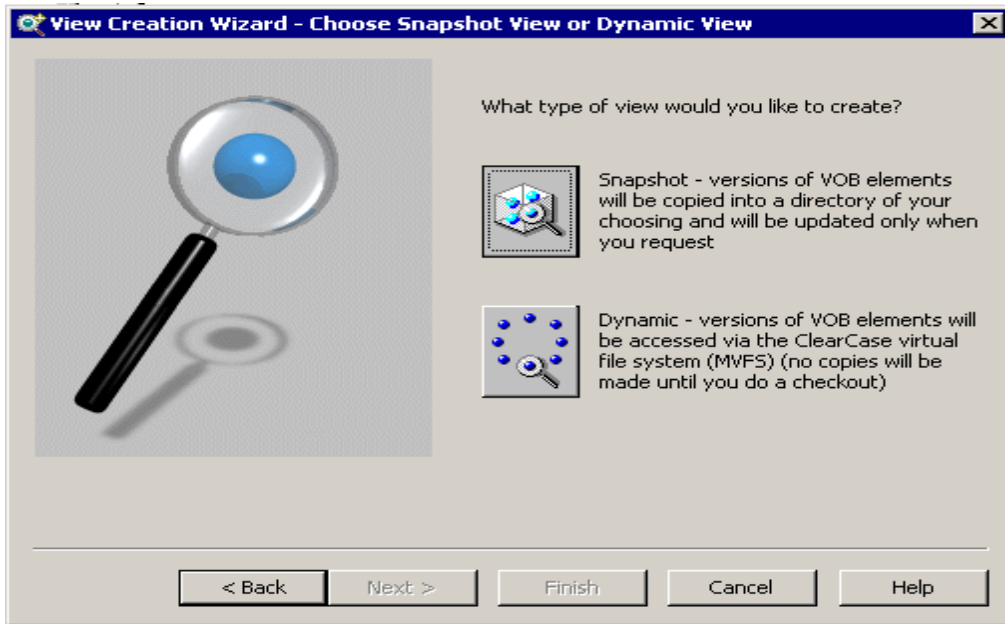 View Creation Wizard - Choose Snapshot View or Dynamic View
What type of view would you like to create?
Snapshot - versions of VOB elements
will be copied into a directory of your
choosing and will be updated only when
you request
Dynamic - versions of VOB elements will
be accessed via the ClearCase virtual
file system (MVFS) (no copies will be
made until you do a checkout)
< Back
Next >
Finish
Cancel
Help